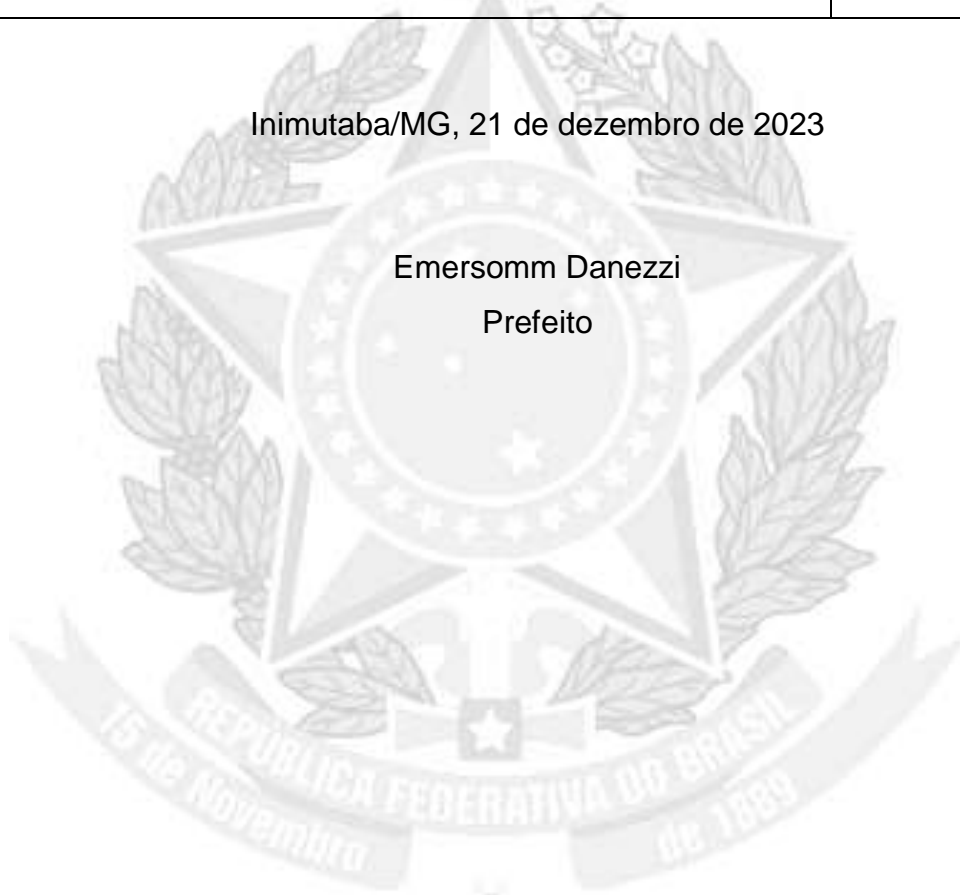 Inimutaba/MG, 21 de dezembro de 2023
Emersomm Danezzi
Prefeito
REPÚBLICA FEDERATIVA DO BRASIL
15 de Novembro
de 1889